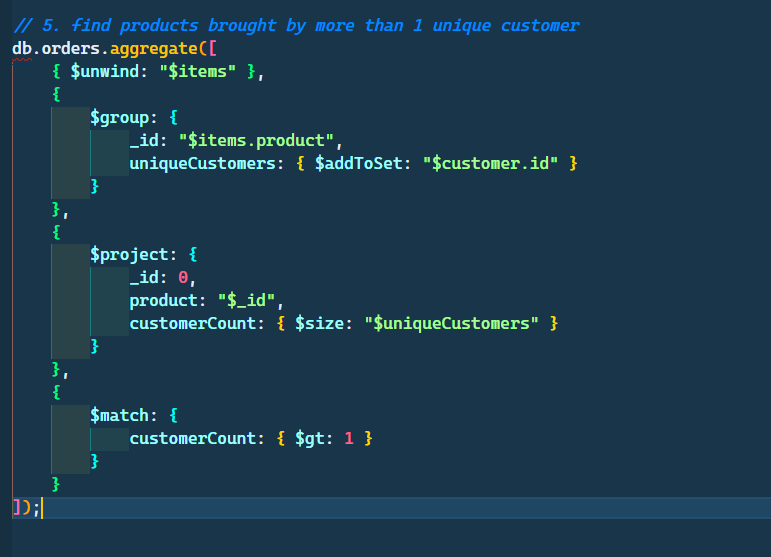 // 5. find products brought by more than 1 unique customer
db.orders.aggregate([
    { $unwind: "$items" },
    {
        $group: {
            _id: "$items.product",
            uniqueCustomers: { $addToSet: "$customer.id" }
        }
    },
    {
        $project: {
            _id: 0,
            product: "$_id",
            customerCount: { $size: "$uniqueCustomers" }
        }
    },
    {
        $match: {
            customerCount: { $gt: 1 }
        }
    }
]);